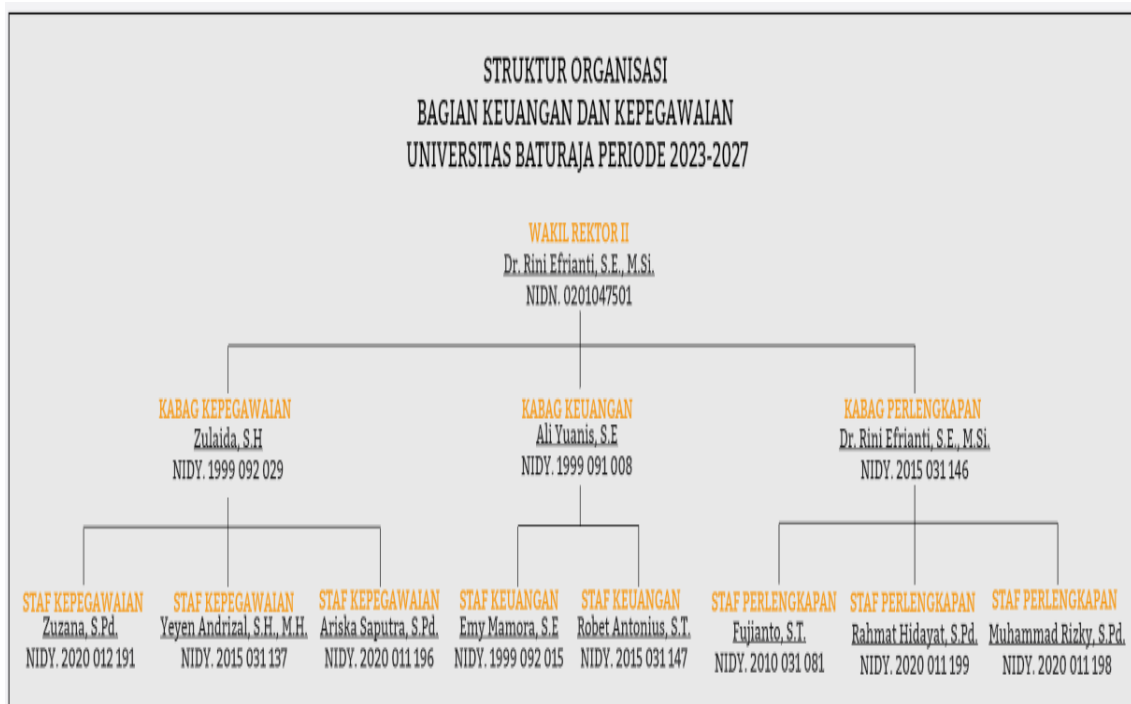 STRUKTUR ORGANISASI
BAGIAN KEUANGAN DAN KEPEGAWAIAN
UNIVERSITAS BATURAJA PERIODE 2023-2027
WAKIL REKTOR II
Dr. Rini Efrianti, S.E., M.Si.
NIDN. 0201047501
KABAG KEPEGAWAIAN
Zulaida, S.H
NIDY. 1999 092 029
KABAG KEUANGAN
Ali Yuanis, S.E
NIDY. 1999 091 008
KABAG PERLENGKAPAN
Dr. Rini Efrianti, S.E., M.Si.
NIDY. 2015 031 146
STAF KEPEGAWAIAN
Zuzana, S.Pd.
NIDY. 2020 012 191
STAF KEPEGAWAIAN
Yeyen Andrizal, S.H., M.H.
NIDY. 2015 031 137
STAF KEPEGAWAIAN
Ariska Saputra, S.Pd.
NIDY. 2020 011 196
STAF KEUANGAN
Emy Mamora, S.E
NIDY. 1999 092 015
STAF KEUANGAN
Robet Antonius, S.T.
NIDY. 2015 031 147
STAF PERLENGKAPAN
Fujianto, S.T.
NIDY. 2010 031 081
STAF PERLENGKAPAN
Rahmat Hidayat, S.Pd.
NIDY. 2020 011 199
STAF PERLENGKAPAN
Muhammad Rizky, S.Pd.
NIDY. 2020 011 198